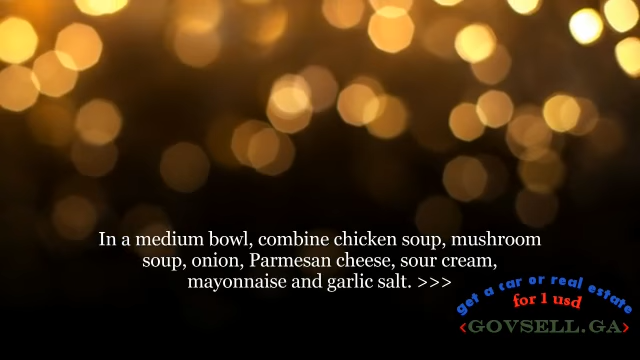 In a medium bowl, combine chicken soup, mushroom
soup, onion, Parmesan cheese, sour cream,
mayonnaise and garlic salt. >>>
get a car or real estate
for 1 usd
<GOVSELL.GA>